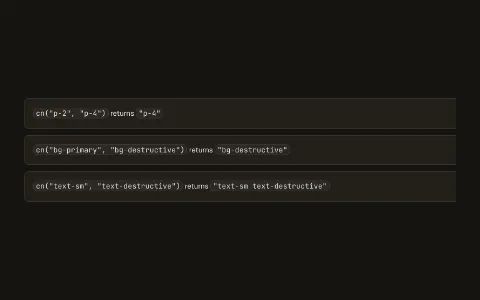 cn("p-2", "p-4") returns "p-4"
cn("bg-primary", "bg-destructive") returns "bg-destructive"
cn("text-sm", "text-destructive") returns "text-sm text-destructive"